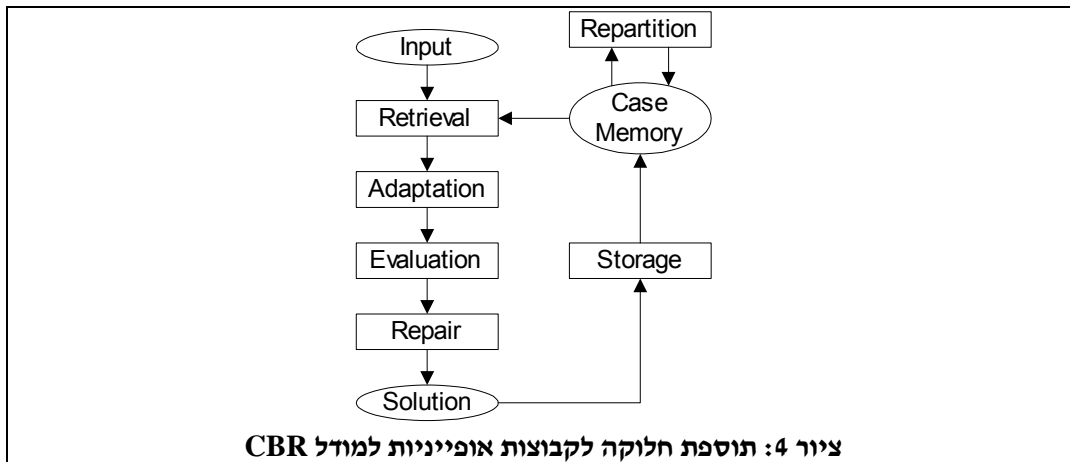 Repartition
Input
Case
Memory
Retrieval
Adaptation
Evaluation
Storage
Repair
Solution
ציור 4: תוספת חלוקה לקבוצות אופייניות למודל CBR